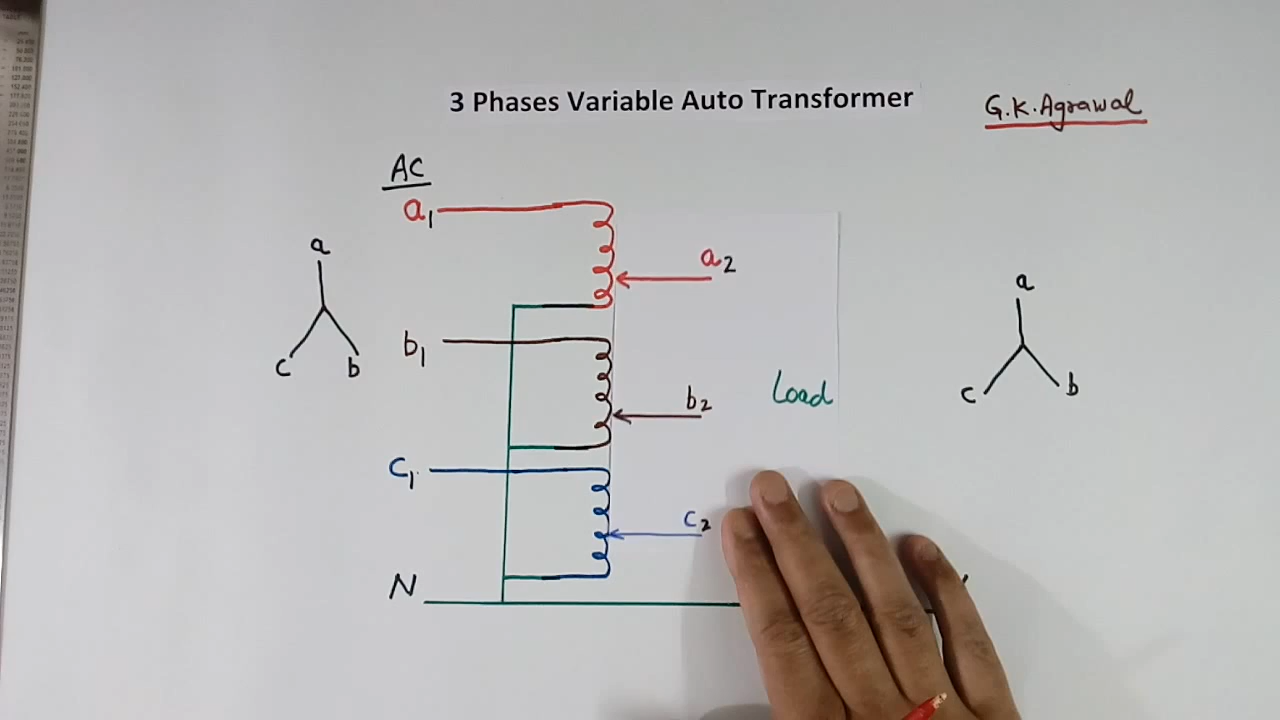 3 Phases Variable Auto Transformer
G.K.Agrawal
AC
a1
a
a2
a
b1
c b
b2
Load
c b
C1
C2
N